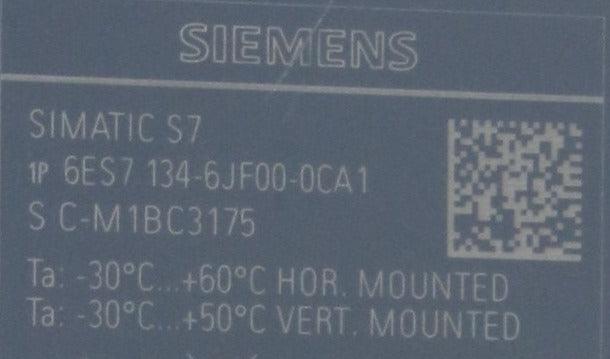 SIEMENS
SIMATIC S7
1P 6ES7 134-6JF00-0CA1
S C-M1BC3175
Ta: -30°C...+60°C HOR. MOUNTED
Ta: -30°C...+50°C VERT. MOUNTED